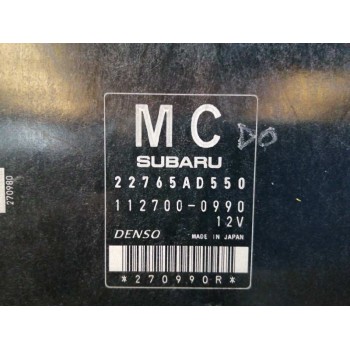 MC
DO
SUBARU
22765AD550
112700-0990
12V
DENSO MADE IN JAPAN
*270990R*
270980